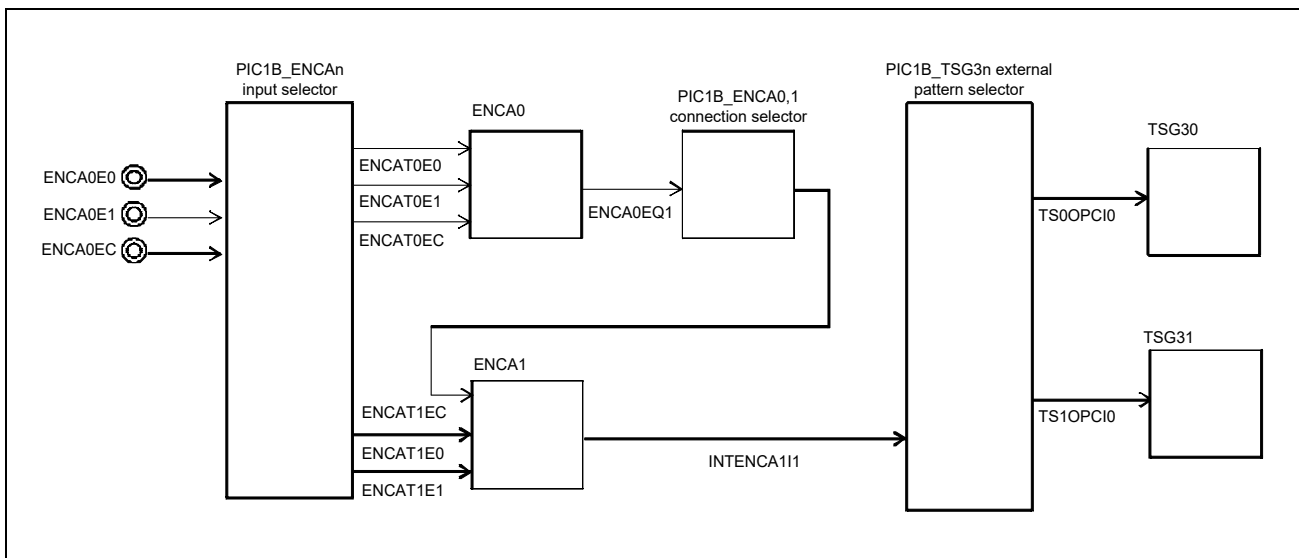 PIC1B_ENCAn
input selector
ENCA0E0
ENCA0E1
ENCA0EC
ENCA0
ENCAT0E0
ENCAT0E1
ENCAT0EC
ENCA0EQ1
PIC1B_ENCA0,1
connection selector
ENCA1
ENCAT1EC
ENCAT1E0
ENCAT1E1
INTENCA1I1
PIC1B_TSG3n external
pattern selector
TSG30
TS0OPCI0
TSG31
TS1OPCI0